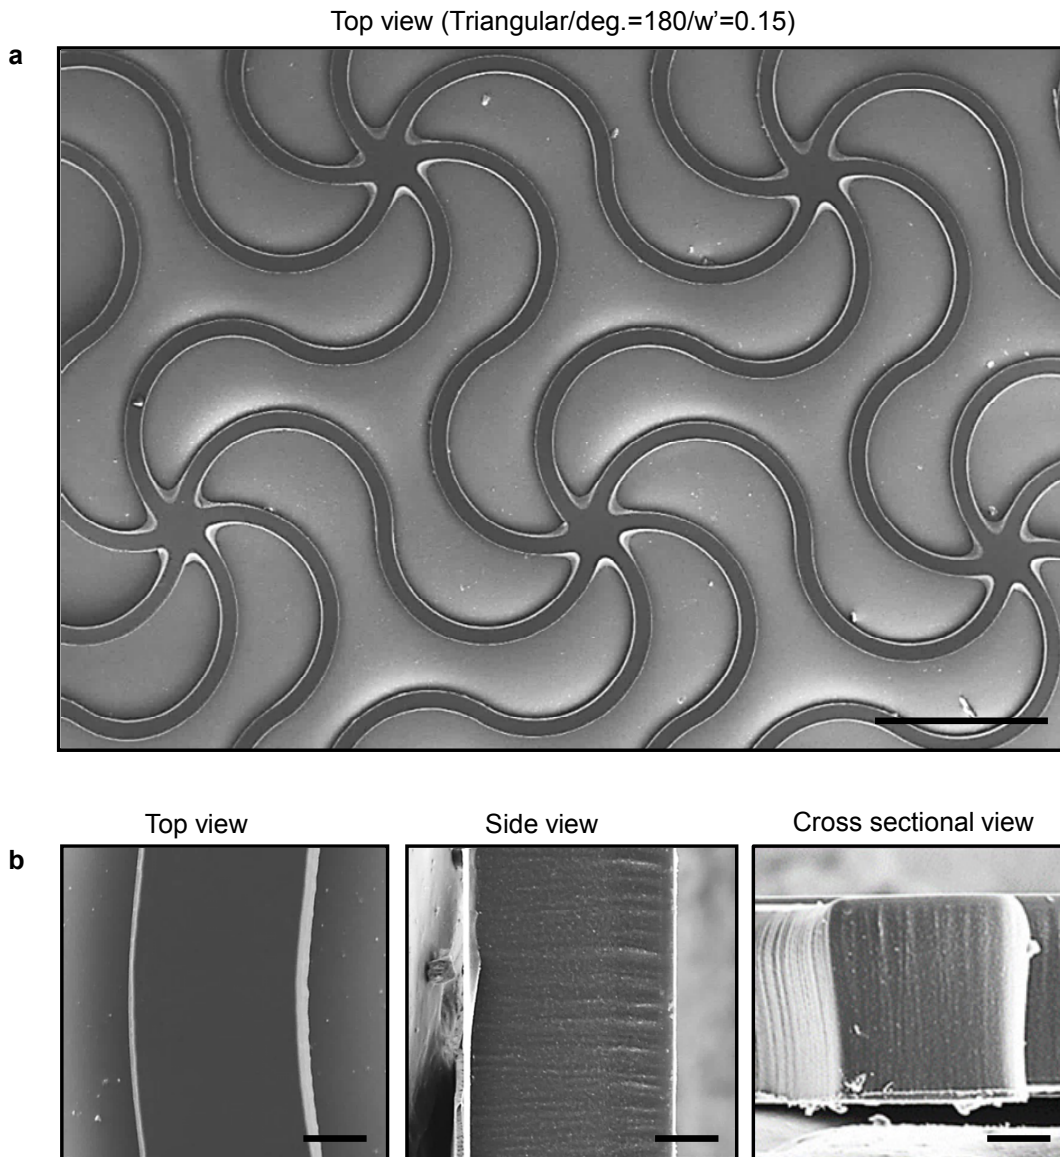 Top view (Triangular/deg.=180/w’=0.15)
a
b
Top view
Side view
Cross sectional view